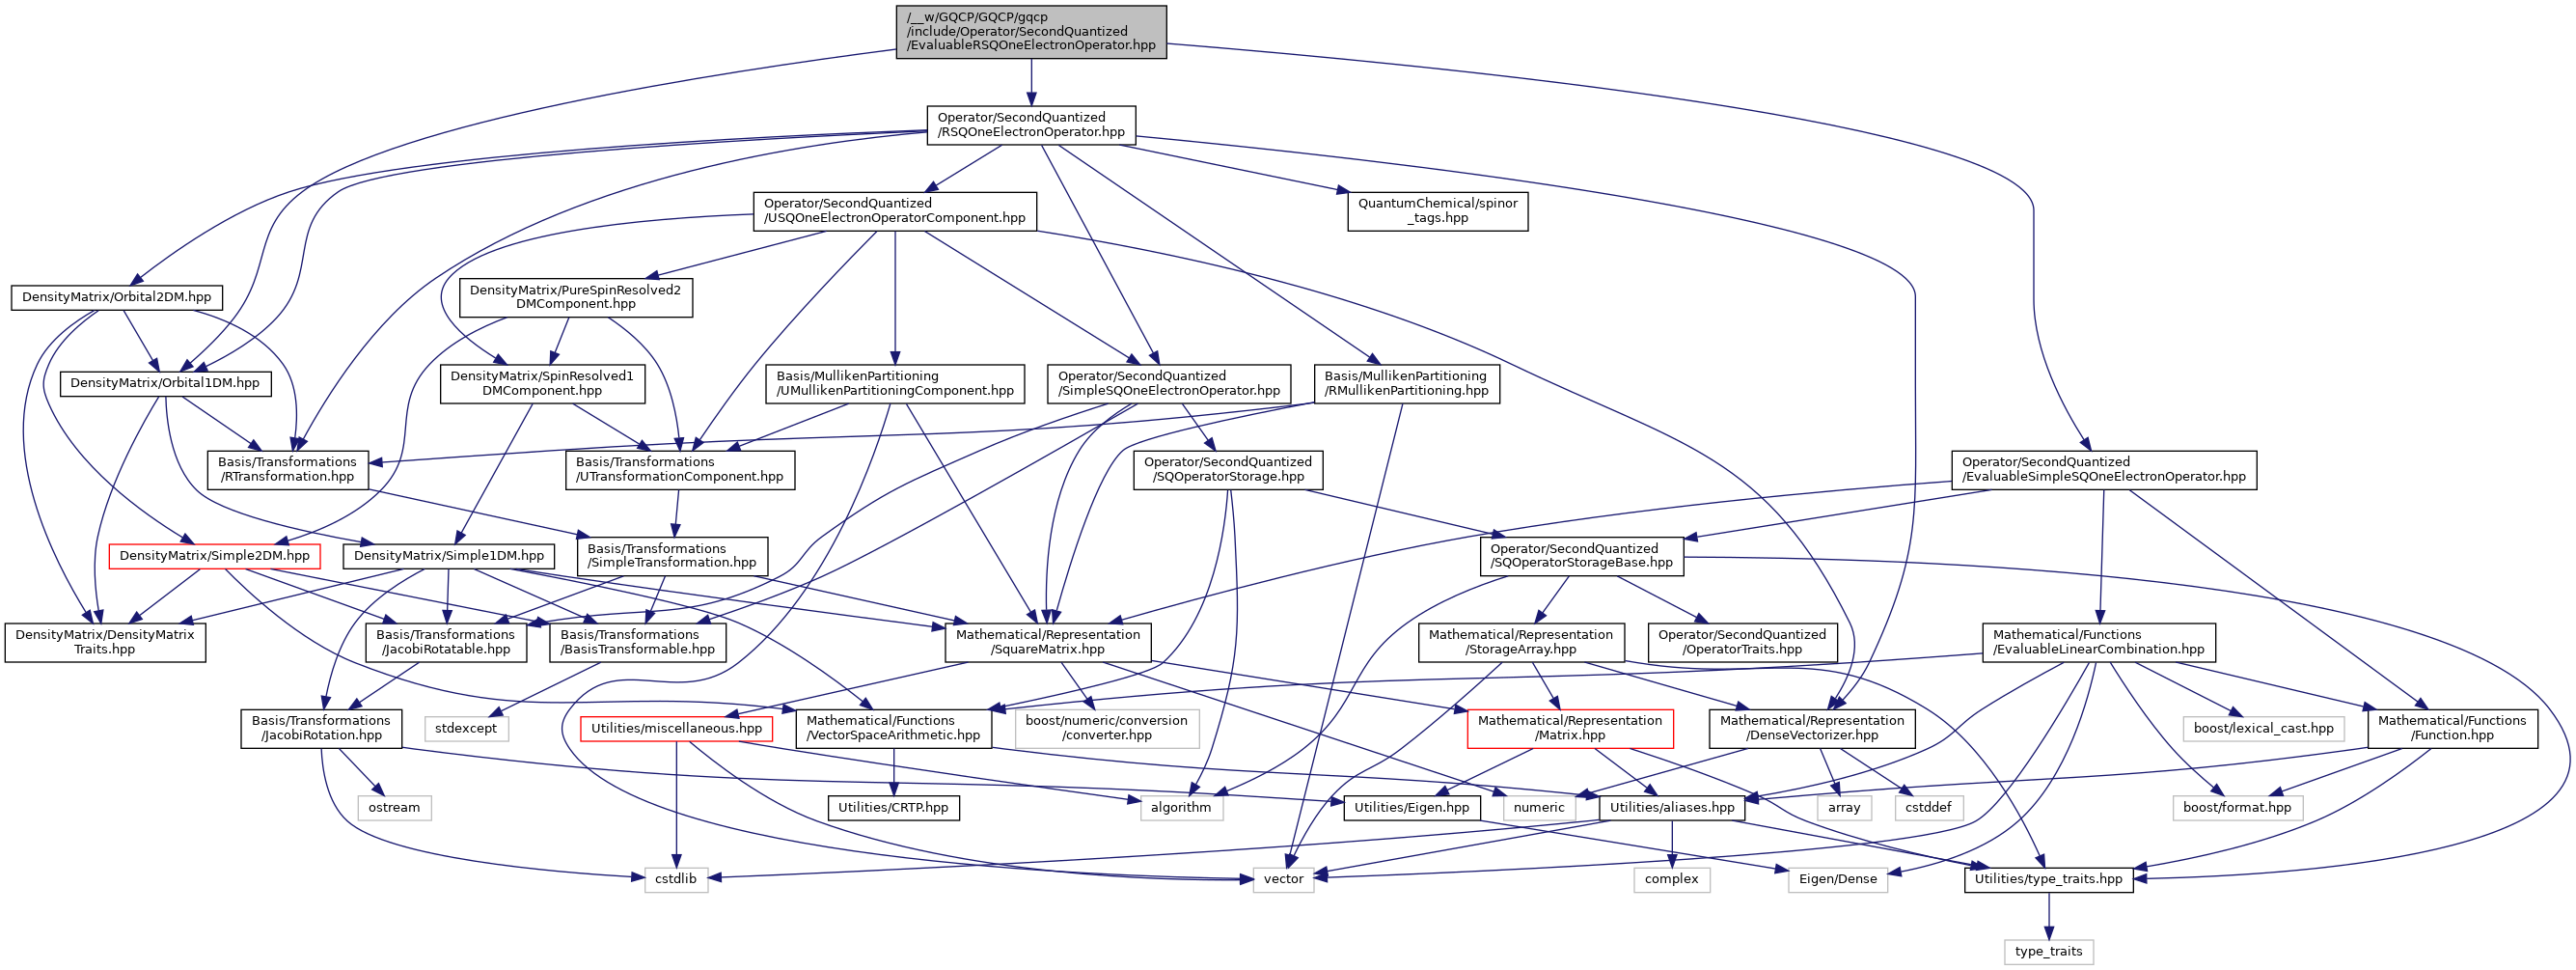 /__w/GQCP/GQCP/gqcp
/include/Operator/SecondQuantized
/EvaluableRSQOneElectronOperator.hpp
Operator/SecondQuantized
/RSQOneElectronOperator.hpp
Operator/SecondQuantized
/USQOneElectronOperatorComponent.hpp
QuantumChemical/spinor
_tags.hpp
DensityMatrix/Orbital2DM.hpp
DensityMatrix/PureSpinResolved2
DMComponent.hpp
DensityMatrix/Orbital1DM.hpp
DensityMatrix/SpinResolved1
DMComponent.hpp
Basis/MullikenPartitioning
/UMullikenPartitioningComponent.hpp
Operator/SecondQuantized
/SimpleSQOneElectronOperator.hpp
Basis/MullikenPartitioning
/RMullikenPartitioning.hpp
Basis/Transformations
/RTransformation.hpp
Basis/Transformations
/UTransformationComponent.hpp
Operator/SecondQuantized
/SQOperatorStorage.hpp
Operator/SecondQuantized
/EvaluableSimpleSQOneElectronOperator.hpp
DensityMatrix/Simple2DM.hpp
DensityMatrix/Simple1DM.hpp
Basis/Transformations
/SimpleTransformation.hpp
Operator/SecondQuantized
/SQOperatorStorageBase.hpp
DensityMatrix/DensityMatrix
Traits.hpp
Basis/Transformations
/JacobiRotatable.hpp
Basis/Transformations
/BasisTransformable.hpp
Mathematical/Representation
/SquareMatrix.hpp
Mathematical/Representation
/StorageArray.hpp
Operator/SecondQuantized
/OperatorTraits.hpp
Mathematical/Functions
/EvaluableLinearCombination.hpp
Basis/Transformations
/JacobiRotation.hpp
stdexcept
Utilities/miscellaneous.hpp
Mathematical/Functions
/VectorSpaceArithmetic.hpp
boost/numeric/conversion
/converter.hpp
Mathematical/Representation
/Matrix.hpp
Mathematical/Representation
/DenseVectorizer.hpp
boost/lexical_cast.hpp
Mathematical/Functions
/Function.hpp
ostream
Utilities/CRTP.hpp
algorithm
Utilities/Eigen.hpp
numeric
Utilities/aliases.hpp
array
cstddef
boost/format.hpp
cstdlib
vector
complex
Eigen/Dense
Utilities/type_traits.hpp
type_traits